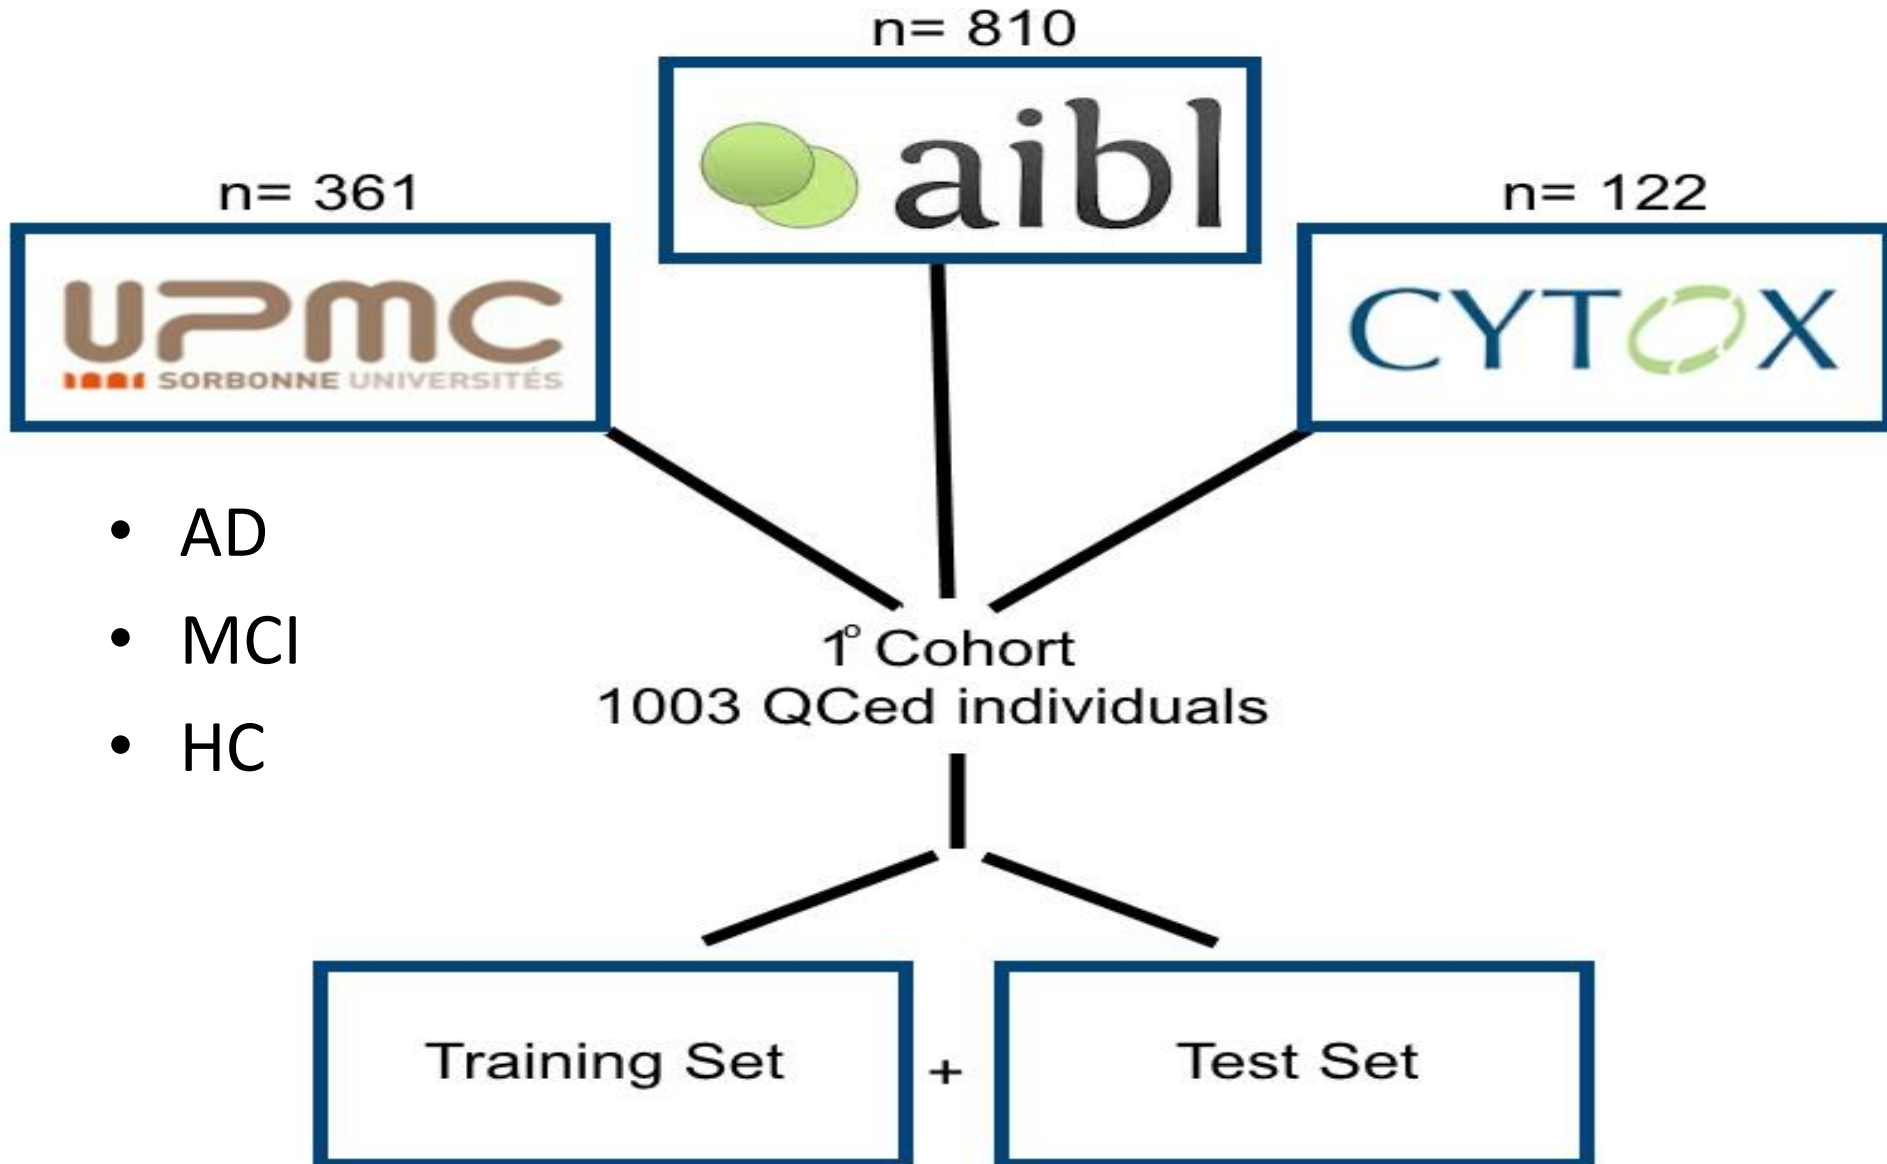 n= 810
aibl
n= 361
UPMC
SORBONNE UNIVERSITÉS
n= 122
CYTOX
• AD
• MCI
• HC
1° Cohort
1003 QCed individuals
Training Set + Test Set